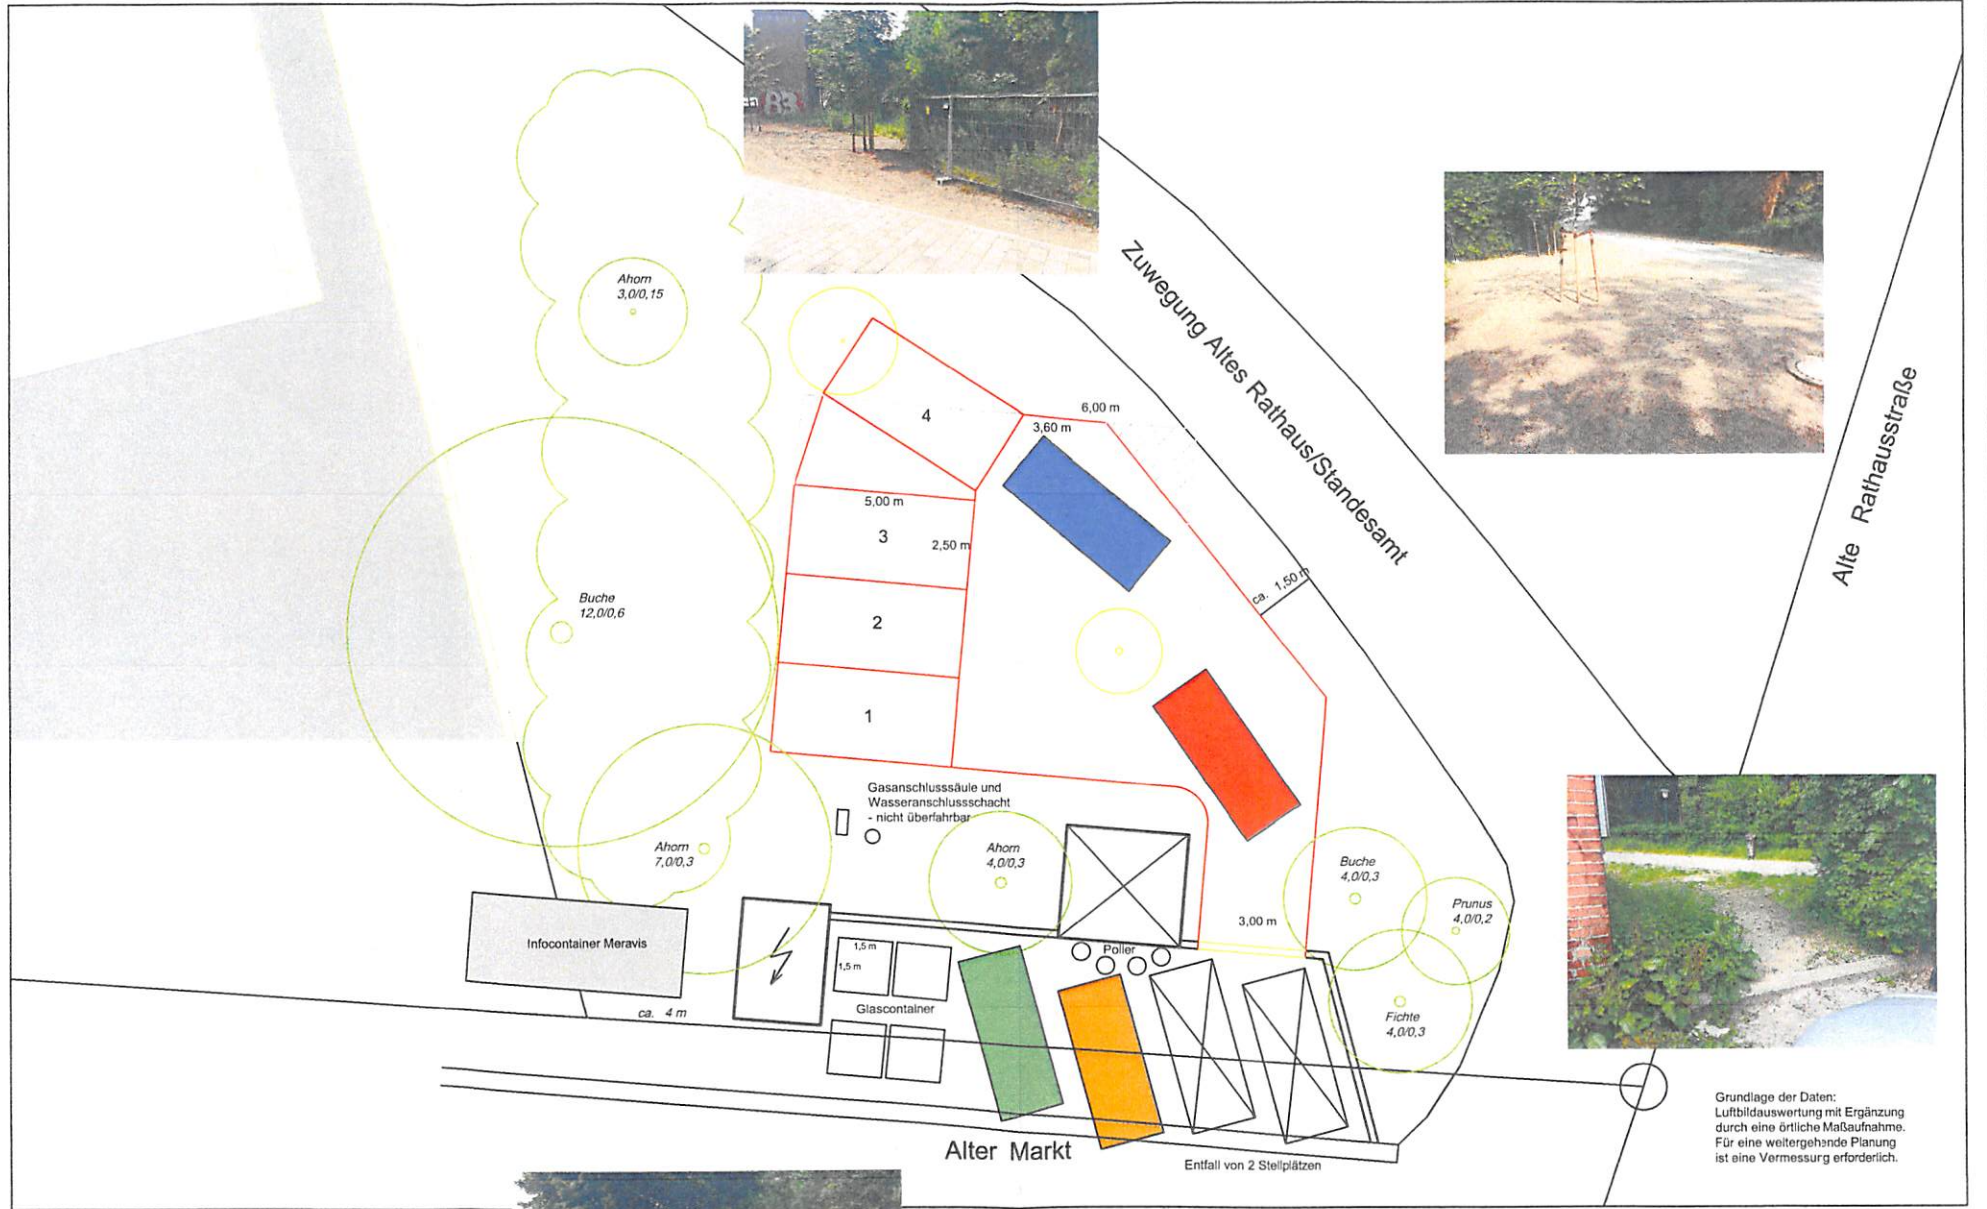 B3
Ahorn
3,0/0,15
Zuwegung Altes Rathaus/Standesamt
Alte Rathausstraße
4
6,00 m
3,60 m
5,00 m
3
2,50 m
ca. 1,50 m
Buche
12,0/0,6
2
1
Gasanschlusssäule und
Wasseranschlussschacht
- nicht überfahrbar
Ahorn
7,0/0,3
Ahorn
4,0/0,3
Buche
4,0/0,3
Prunus
4,0/0,2
3,00 m
Infocontainer Meravis
1,5 m
1,5 m
Poller
Glascontainer
ca. 4 m
Fichte
4,0/0,3
Alter Markt
Entfall von 2 Stellplätzen
Grundlage der Daten:
Luftbildauswertung mit Ergänzung
durch eine örtliche Maßaufnahme.
Für eine weitergehende Planung
ist eine Vermessurg erforderlich.